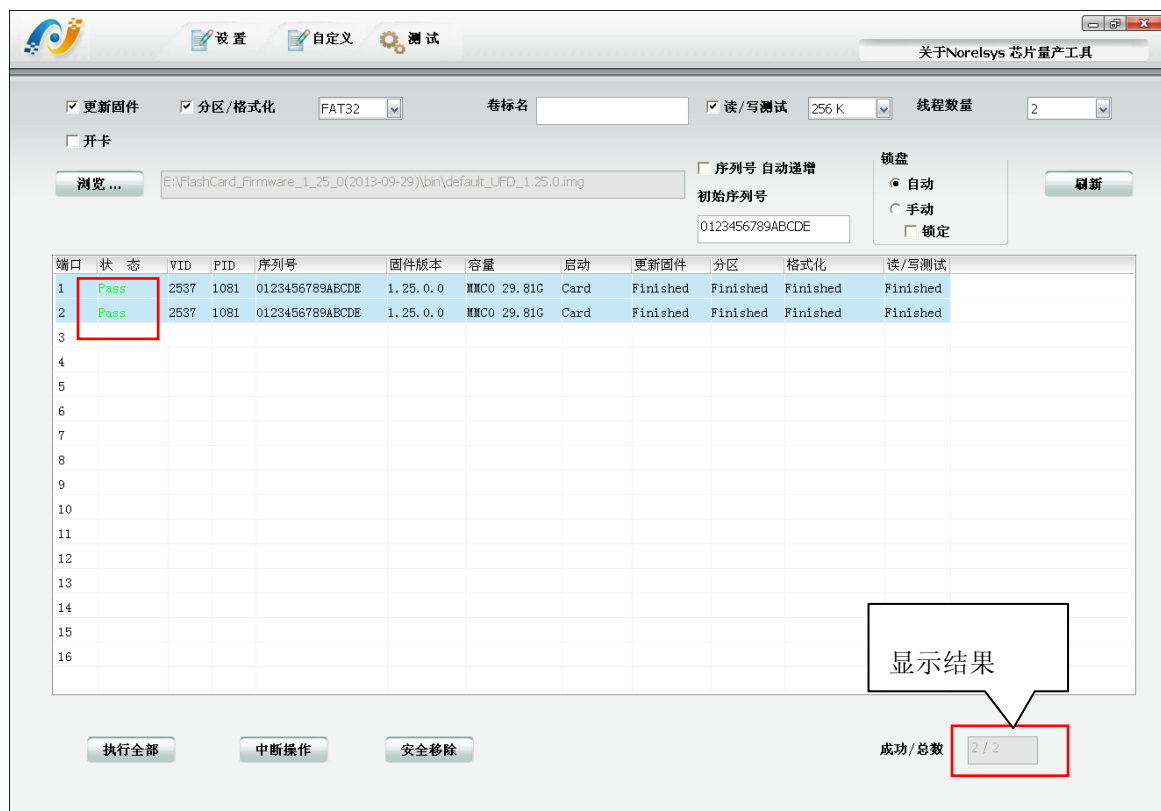 设 置 自定义 测 试
关于Norelsys 芯片量产工具
更新固件 分区/格式化 FAT32 卷标名 读/写测试 256 K 线程数量 2
开卡
浏览 ... E:\FlashCard_Firmware_1_25_0(2013-09-29)\bin\default_UFD_1.25.0.img 刷新
序列号 自动递增
初始序列号
0123456789ABCDE
锁盘
自动
手动
锁定
端口 状 态 VID PID 序列号 固件版本 容量 启动 更新固件 分区 格式化 读/写测试
1 Pass 2537 1081 0123456789ABCDE 1.25.0.0 MMC0 29.81G Card Finished Finished Finished Finished
2 Pass 2537 1081 0123456789ABCDE 1.25.0.0 MMC0 29.81G Card Finished Finished Finished Finished
3
4
5
6
7
8
9
10
11
12
13
14
15
16
显示结果
执行全部 中断操作 安全移除 成功/总数 2 / 2